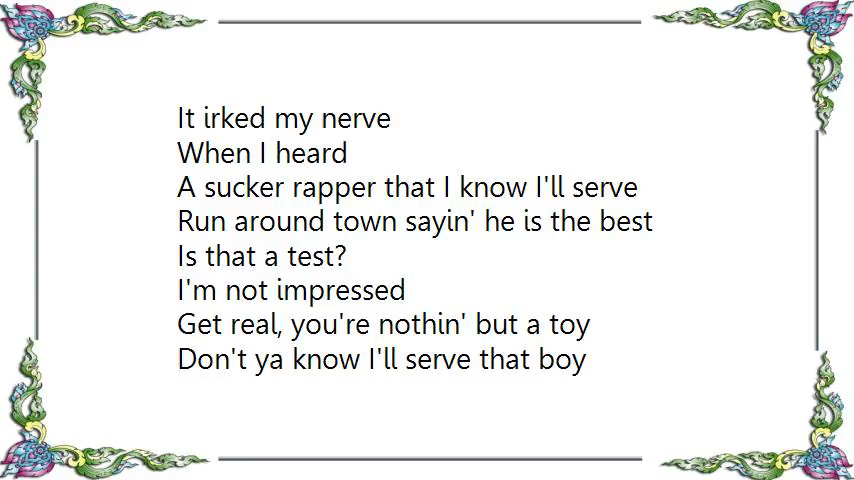 It irked my nerve
When I heard
A sucker rapper that I know I'll serve
Run around town sayin' he is the best
Is that a test?
I'm not impressed
Get real, you're nothin' but a toy
Don't ya know I'll serve that boy